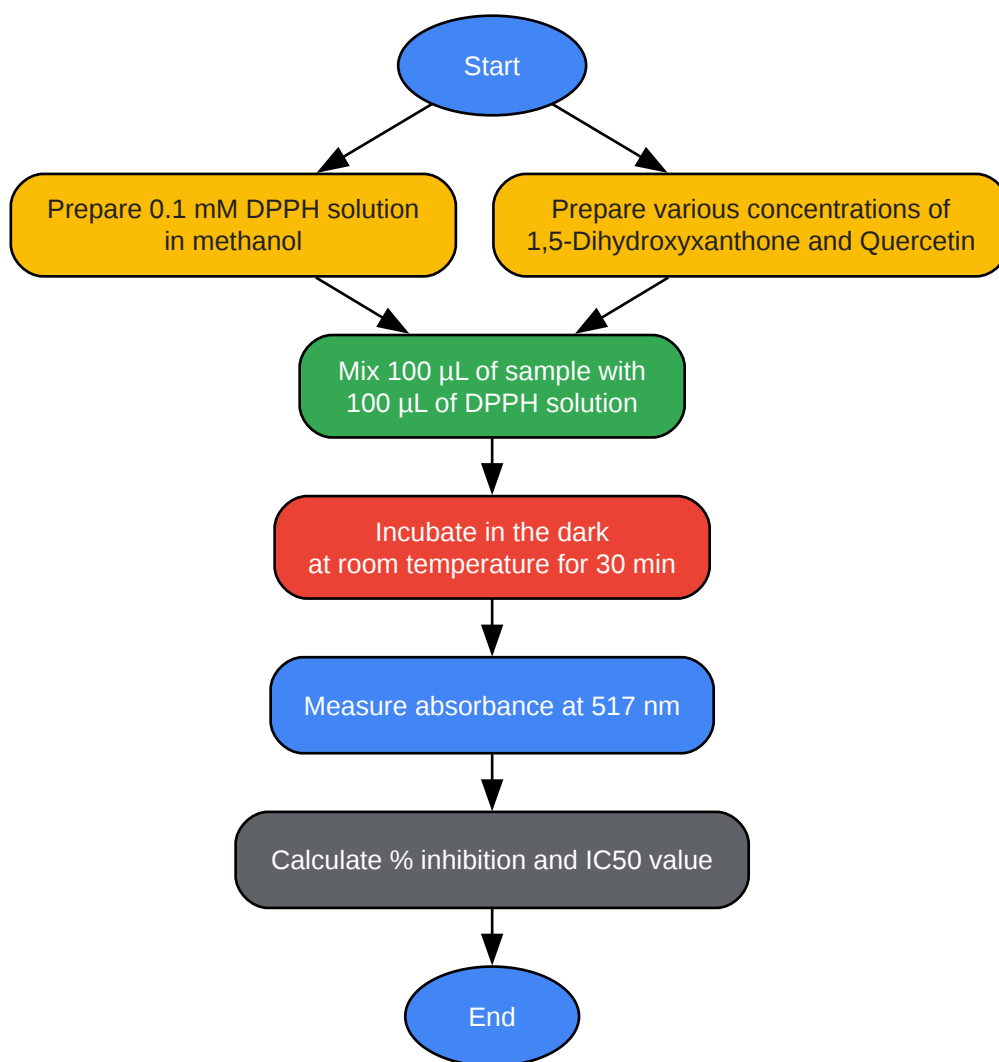 Start
Prepare 0.1 mM DPPH solution
in methanol
Prepare various concentrations of
1,5-Dihydroxyxanthone and Quercetin
Mix 100 µL of sample with
100 µL of DPPH solution
Incubate in the dark
at room temperature for 30 min
Measure absorbance at 517 nm
Calculate % inhibition and IC50 value
End